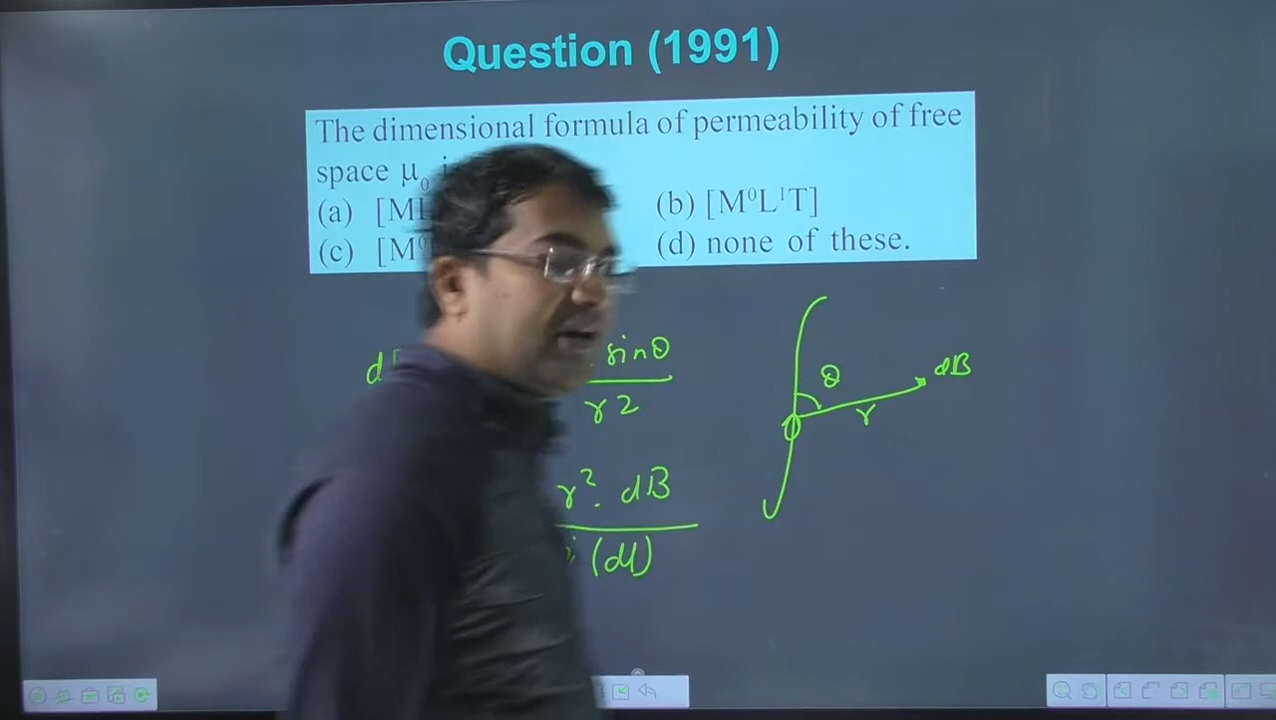 Question (1991)
The dimensional formula of permeability of free
space μ₀
(a) [M (b) [M⁰L¹T]
(c) [M⁰ (d) none of these.
d sinθ
r2
θ
r
dB
r². dB
i (dl)